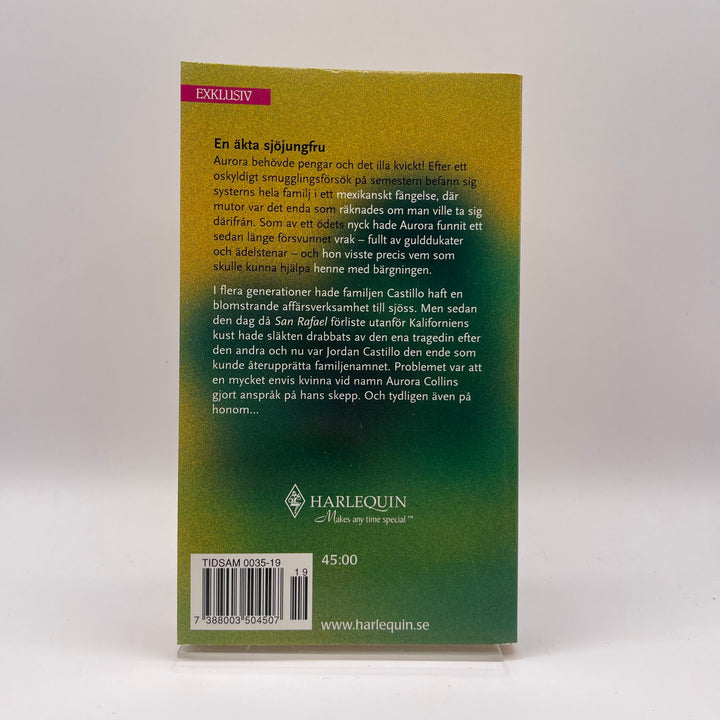 EXKLUSIV
En äkta sjöjungfru
Aurora behövde pengar och det illa kvickt! Efter ett
oskyldigt smugglingsförsök på semestern befann sig
systerns hela familj i ett mexikanskt fängelse, där
mutor var det enda som räknades om man ville ta sig
därifrån. Som av ett ödets nyck hade Aurora funnit ett
sedan länge försvunnet vrak – fullt av gulddukater
och ädelstenar – och hon visste precis vem som
skulle kunna hjälpa henne med bärgningen.
I flera generationer hade familjen Castillo haft en
blomstrande affärsverksamhet till sjöss. Men sedan
den dag då San Rafael förliste utanför Kaliforniens
kust hade släkten drabbats av den ena tragedin efter
den andra och nu var Jordan Castillo den ende som
kunde återupprätta familjenamnet. Problemet var att
en mycket envis kvinna vid namn Aurora Collins
gjort anspråk på hans skepp. Och tydligen även på
honom...
HARLEQUIN
Makes any time special™
TIDSAM 0035-19
19
7 388003 504507
45:00
www.harlequin.se